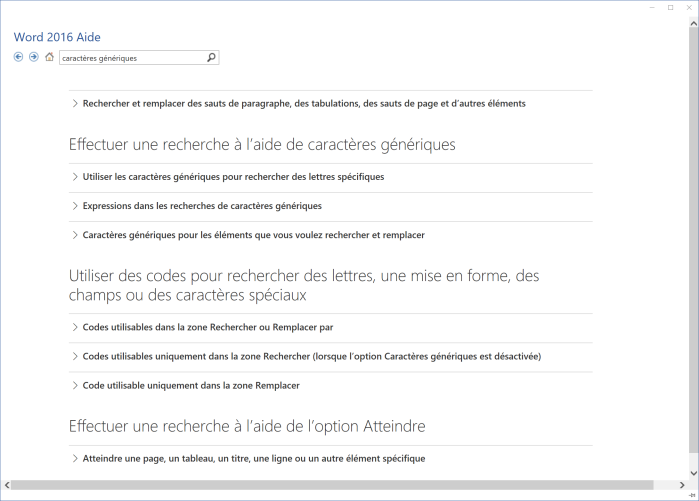 Word 2016 Aide
caractères génériques
Rechercher et remplacer des sauts de paragraphe, des tabulations, des sauts de page et d'autres éléments
Effectuer une recherche à l'aide de caractères génériques
Utiliser les caractères génériques pour rechercher des lettres spécifiques
Expressions dans les recherches de caractères génériques
Caractères génériques pour les éléments que vous voulez rechercher et remplacer
Utiliser des codes pour rechercher des lettres, une mise en forme, des
champs ou des caractères spéciaux
Codes utilisables dans la zone Rechercher ou Remplacer par
Codes utilisables uniquement dans la zone Rechercher (lorsque l'option Caractères génériques est désactivée)
Code utilisable uniquement dans la zone Remplacer
Effectuer une recherche à l'aide de l'option Atteindre
Atteindre une page, un tableau, un titre, une ligne ou un autre élément spécifique